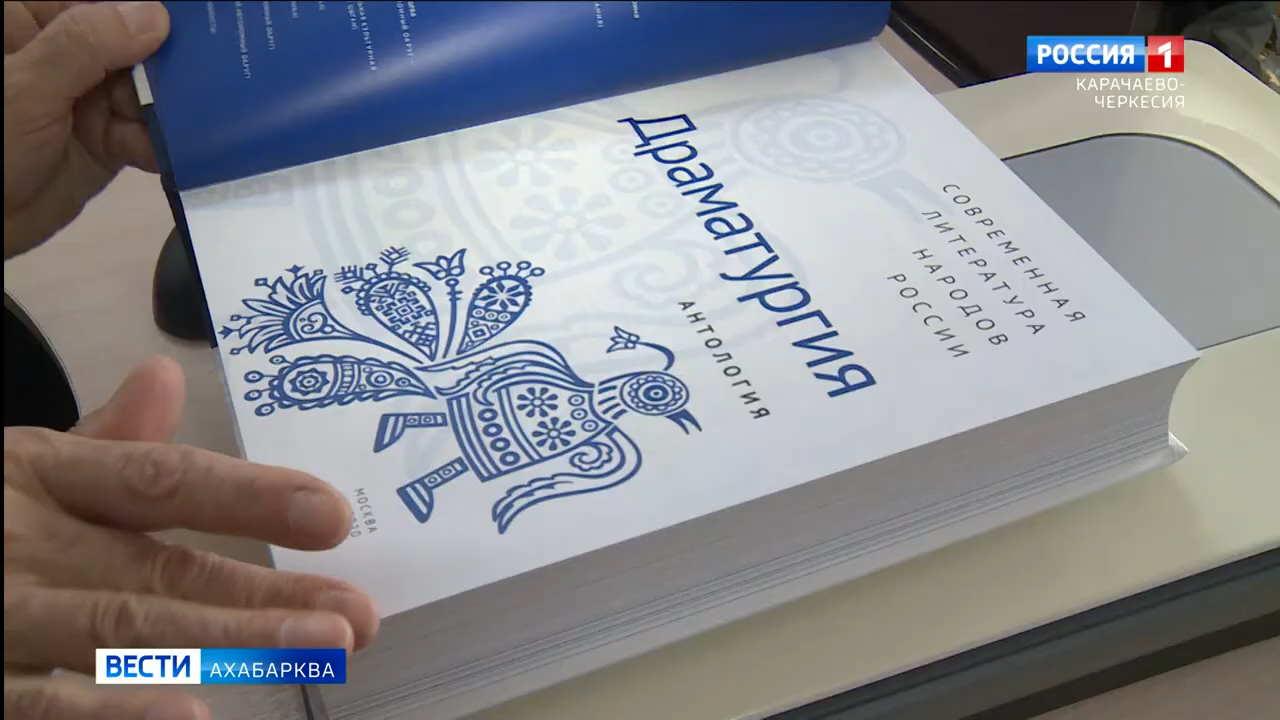 РОССИЯ 1
КАРАЧАЕВО-
ЧЕРКЕСИЯ
СОВРЕМЕННАЯ
ЛИТЕРАТУРА
НАРОДОВ
РОССИИ
Драматургия
АНТОЛОГИЯ
МОСКВА
ВЕСТИ АХАБАРКВА